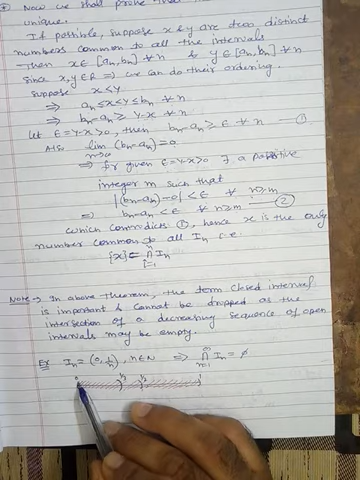 Now we shall prove that
unique.
If possible, suppose x & y are two distinct
numbers common to all the intervals
Then x ∈ [an, bn] ∀ n & y ∈ [an, bn] ∀ n
Since x, y ∈ R ⇒ we can do their ordering.
Suppose x < y
⇒ an ≤ x < y ≤ bn ∀ n
⇒ bn - an ≥ y - x ∀ n
Let ε = y - x > 0, then bn - an ≥ ε ∀ n — ①
Also lim n→∞ (bn - an) = 0
⇒ for given ε = y - x > 0 ∃ a positive
integer m such that
|(bn - an) - 0| < ε ∀ n ≥ m
⇒ bn - an < ε ∀ n ≥ m — ②
which contradicts ①, hence x is the only
number common to all In i.e.
{x} = ∩ In
Note → In above Theorem, the term closed interval
is important & cannot be dropped as the
intersection of a decreasing sequence of open
intervals may be empty.
Ex In = (0, 1/n), n ∈ N ⇒ ∩ n=1 ∞ In = ϕ
0 1/3 1/2 1